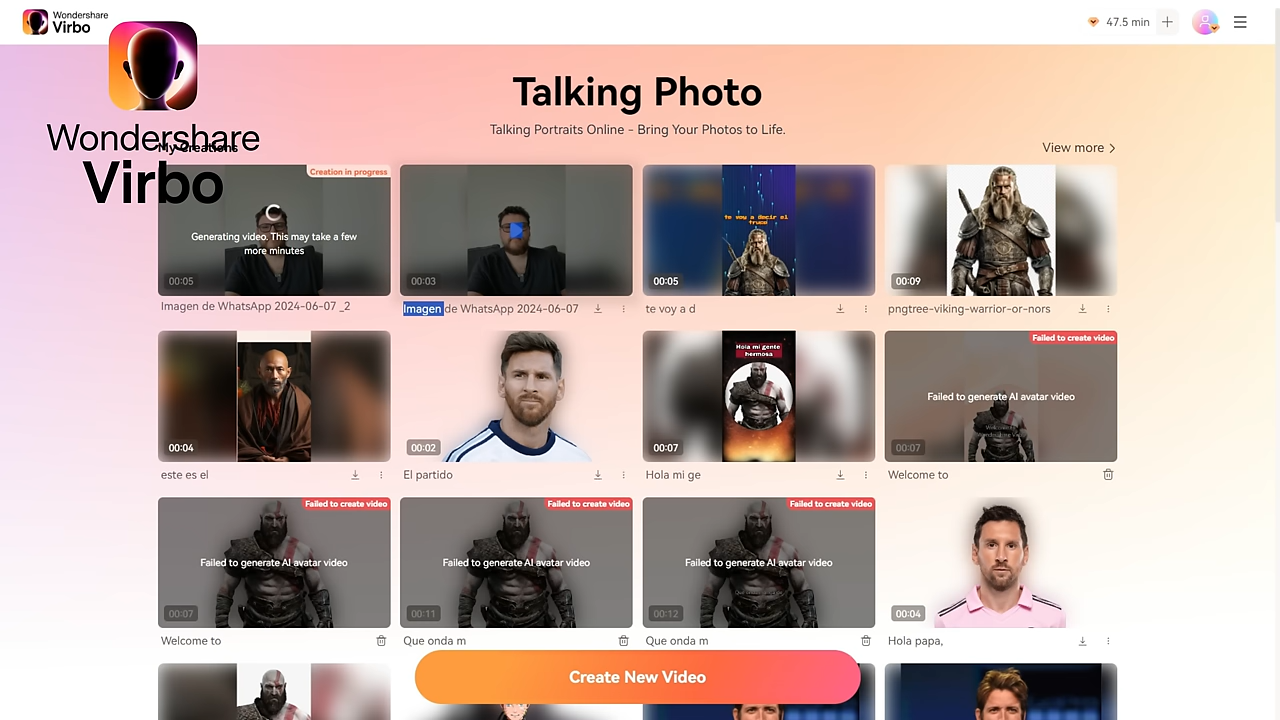 Wondershare
Virbo
47.5 min
Wondershare
Virbo
Talking Photo
Talking Portraits Online - Bring Your Photos to Life.
My Creations
View more
Creation in progress
Generating video. This may take a few
more minutes
00:05
00:03
te voy a decir el
00:05
00:09
Imagen de WhatsApp 2024-06-07 _2
Imagen de WhatsApp 2024-06-07
te voy a d
pngtree-viking-warrior-or-nors
00:04
00:02
Hola mi gente
hermosa
00:07
Failed to create video
Failed to generate AI avatar video
00:07
este es el
El partido
Hola mi ge
Welcome to
Failed to create video
Failed to generate AI avatar video
00:07
Failed to create video
Failed to generate AI avatar video
00:11
Failed to create video
Failed to generate AI avatar video
00:12
00:04
Welcome to
Que onda m
Que onda m
Hola papa,
Create New Video